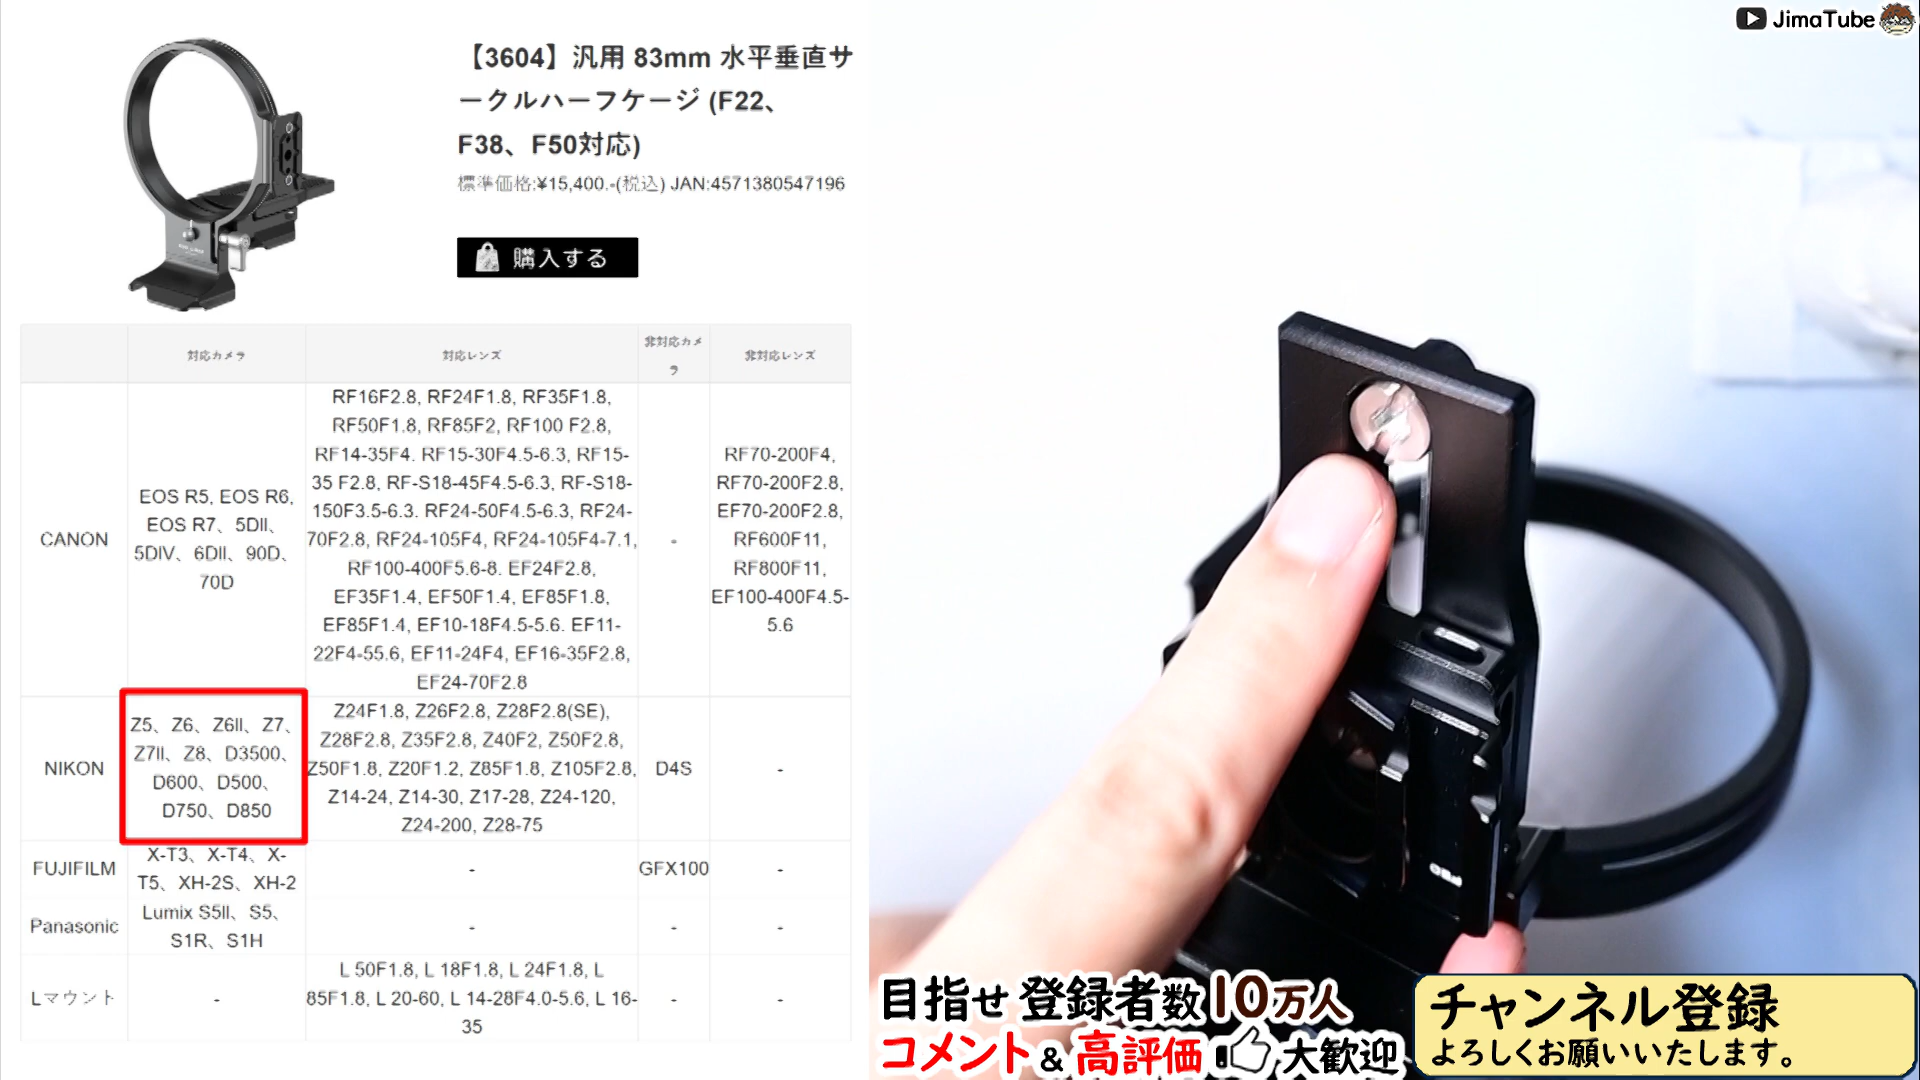 JimaTube
【3604】汎用 83mm 水平垂直サ
ークルハーフケージ (F22、
F38、F50対応)
標準価格:¥15,400.-(税込) JAN:4571380547196
購入する
対応カメラ
対応レンズ
非対応カメ
ラ
非対応レンズ
CANON
EOS R5, EOS R6,
EOS R7、5DII、
5DIV、6DII、90D、
70D
RF16F2.8, RF24F1.8, RF35F1.8,
RF50F1.8, RF85F2, RF100 F2.8,
RF14-35F4. RF15-30F4.5-6.3, RF15-
35 F2.8, RF-S18-45F4.5-6.3, RF-S18-
150F3.5-6.3. RF24-50F4.5-6.3, RF24-
70F2.8, RF24-105F4, RF24-105F4-7.1,
RF100-400F5.6-8. EF24F2.8,
EF35F1.4, EF50F1.4, EF85F1.8,
EF85F1.4, EF10-18F4.5-5.6. EF11-
22F4-55.6, EF11-24F4, EF16-35F2.8,
EF24-70F2.8
-
RF70-200F4,
RF70-200F2.8,
EF70-200F2.8,
RF600F11,
RF800F11,
EF100-400F4.5-
5.6
NIKON
Z5、Z6、Z6II、Z7、
Z7II、Z8、D3500、
D600、D500、
D750、D850
Z24F1.8, Z26F2.8, Z28F2.8(SE),
Z28F2.8, Z35F2.8, Z40F2, Z50F2.8,
Z50F1.8, Z20F1.2, Z85F1.8, Z105F2.8,
Z14-24, Z14-30, Z17-28, Z24-120,
Z24-200, Z28-75
D4S
-
FUJIFILM
X-T3、X-T4、X-
T5、XH-2S、XH-2
-
GFX100
-
Panasonic
Lumix S5II、S5、
S1R、S1H
-
-
-
Lマウント
-
L 50F1.8, L 18F1.8, L 24F1.8, L
85F1.8, L 20-60, L 14-28F4.0-5.6, L 16-
35
-
-
目指せ 登録者数10万人
コメント&高評価 大歓迎
チャンネル登録
よろしくお願いいたします。